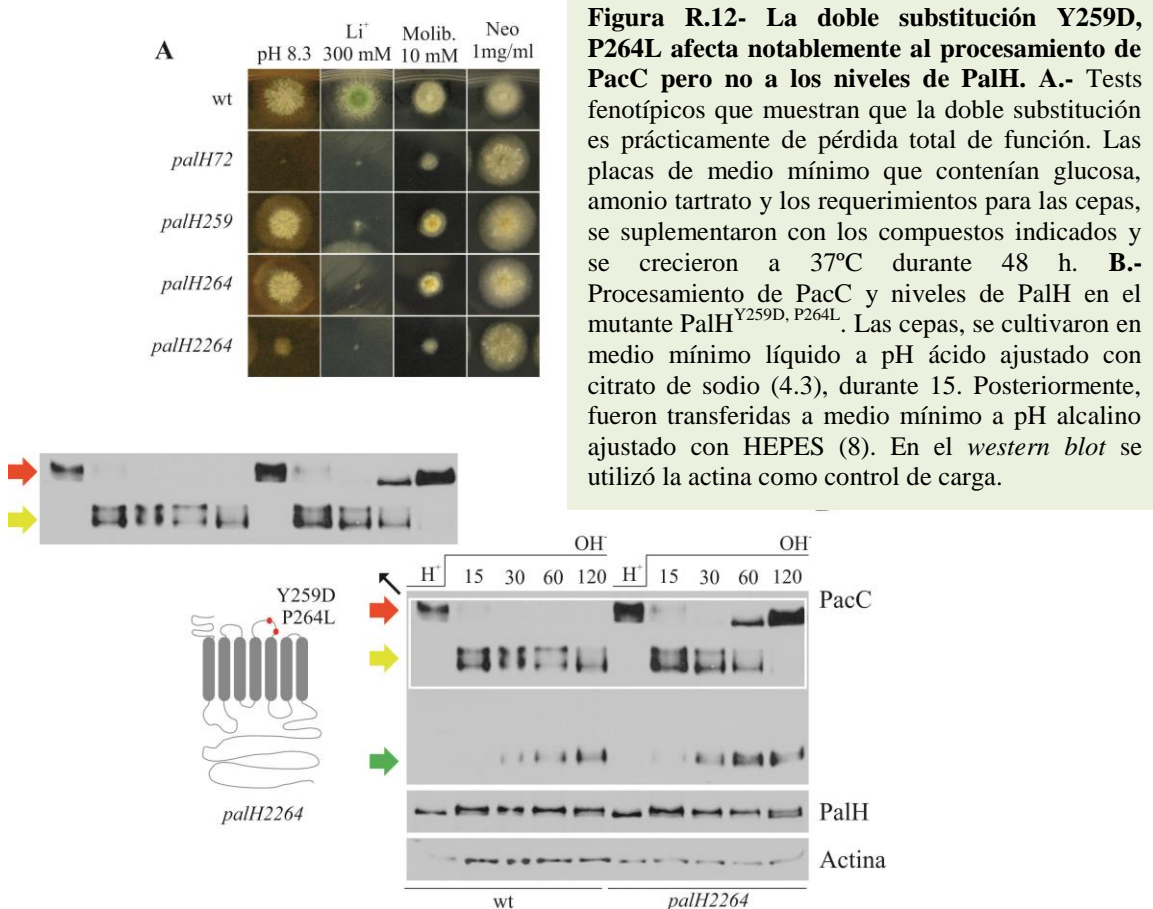 A
pH 8.3
Li+
300 mM
Molib.
10 mM
Neo
1mg/ml
wt
palH72
palH259
palH264
palH2264
Figura R.12- La doble substitución Y259D,
P264L afecta notablemente al procesamiento de
PacC pero no a los niveles de PalH. A.- Tests
fenotípicos que muestran que la doble substitución
es prácticamente de pérdida total de función. Las
placas de medio mínimo que contenían glucosa,
amonio tartrato y los requerimientos para las cepas,
se suplementaron con los compuestos indicados y
se crecieron a 37ºC durante 48 h. B.-
Procesamiento de PacC y niveles de PalH en el
mutante PalH^Y259D, P264L. Las cepas, se cultivaron en
medio mínimo líquido a pH ácido ajustado con
citrato de sodio (4.3), durante 15. Posteriormente,
fueron transferidas a medio mínimo a pH alcalino
ajustado con HEPES (8). En el western blot se
utilizó la actina como control de carga.
OH- OH-
H+ 15 30 60 120 H+ 15 30 60 120
PacC
Y259D
P264L
palH2264
PalH
Actina
wt palH2264